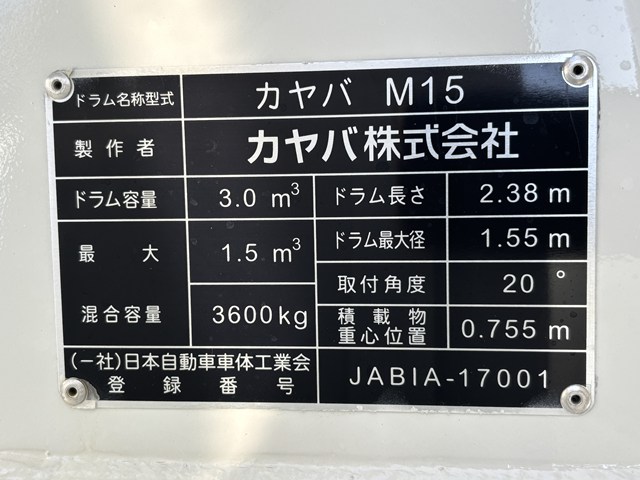 ドラム名称型式 カヤバ M15
製作者 カヤバ株式会社
ドラム容量 3.0 m³ ドラム長さ 2.38 m
最大 1.5 m³ ドラム最大径 1.55 m
取付角度 20°
混合容量 3600kg 積載物重心位置 0.755 m
(一社)日本自動車車体工業会
登録番号 JABIA-17001